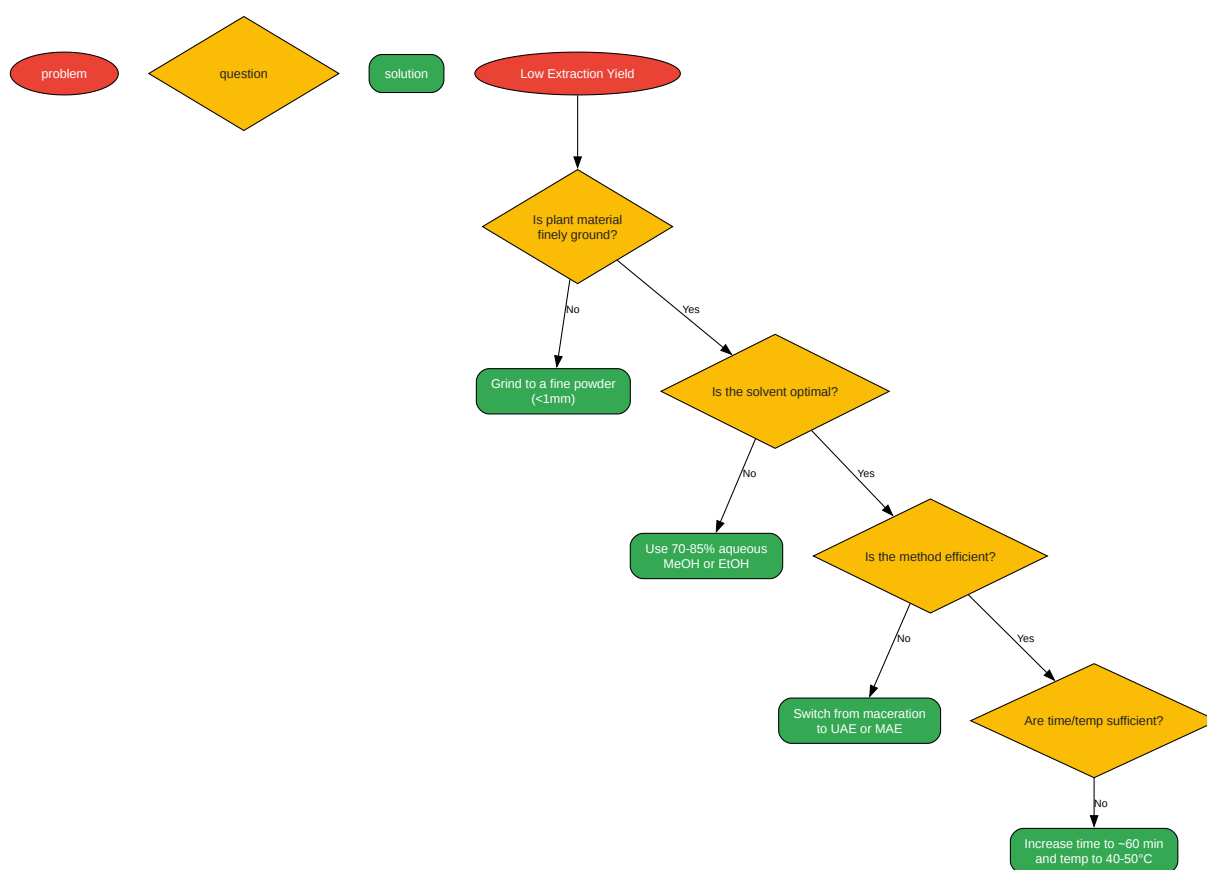 problem
question
solution
Low Extraction Yield
Is plant material
finely ground?
No
Yes
Grind to a fine powder
(<1mm)
Is the solvent optimal?
No
Yes
Use 70-85% aqueous
MeOH or EtOH
Is the method efficient?
No
Yes
Switch from maceration
to UAE or MAE
Are time/temp sufficient?
No
Increase time to ~60 min
and temp to 40-50°C